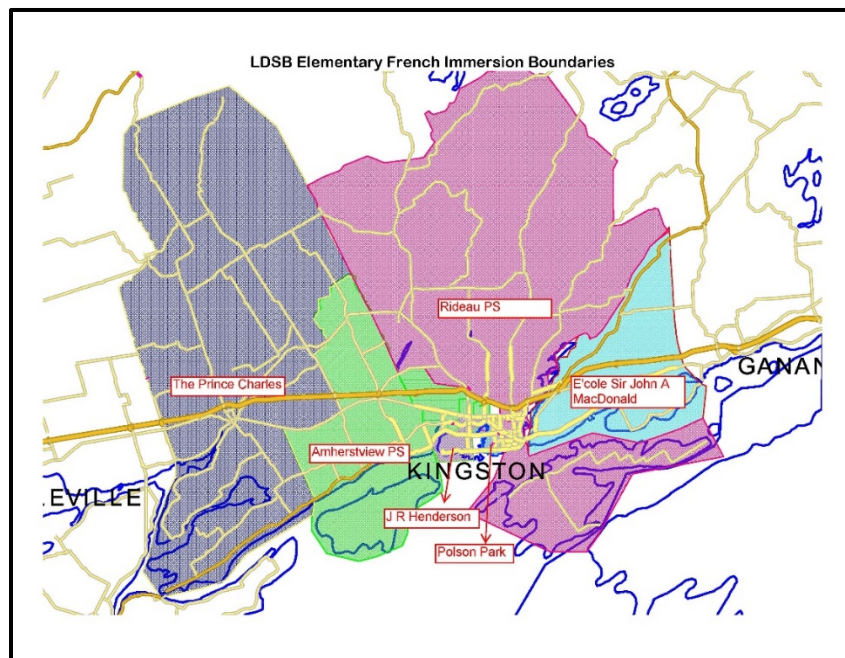 LDSB Elementary French Immersion Boundaries
Rideau PS
The Prince Charles
E'cole Sir John A
MacDonald
GANAN
Amherstview PS
KINGSTON
LEVILLE
J R Henderson
Polson Park